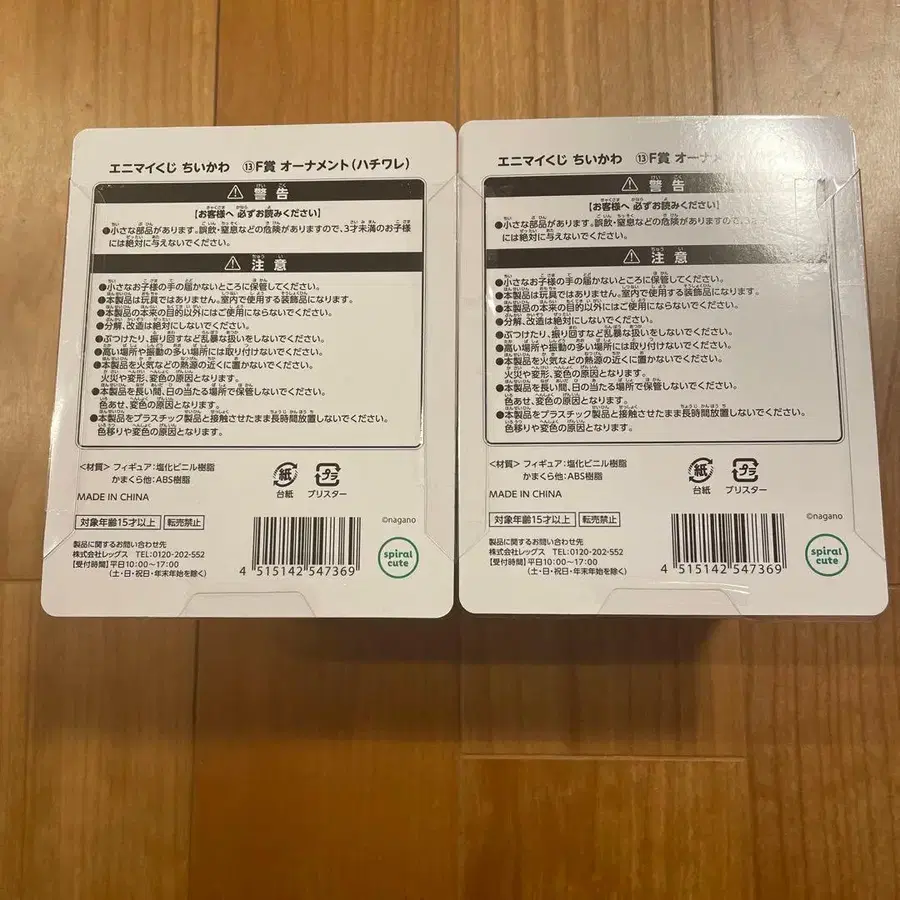 エニマイくじ ちいかわ ⑬F賞 オーナメント(ハチワレ)
⚠ 警告
【お客様へ 必ずお読みください】
●小さな部品があります。誤飲・窒息などの危険がありますので、3才未満のお子様
には絶対に与えないでください。
⚠ 注意
●小さなお子様の手の届かないところに保管してください。
●本製品は玩具ではありません。室内で使用する装飾品になります。
●本製品の本来の目的以外にはご使用にならないでください。
●分解、改造は絶対にしないでください。
●ぶつけたり、振り回すなど乱暴な扱いをしないでください。
●高い場所や振動の多い場所には取り付けないでください。
●本製品を火気などの熱源の近くに置かないでください。
火災や変形、変色の原因となります。
●本製品を長い間、日の当たる場所で保管しないでください。
色あせ、変色の原因となります。
●本製品をプラスチック製品と接触させたまま長時間放置しないでください。
色移りや変色の原因となります。
<材質> フィギュア:塩化ビニル樹脂
かまくら他:ABS樹脂
紙
台紙
プラ
ブリスター
MADE IN CHINA
対象年齢15才以上 転売禁止
©nagano
製品に関するお問い合わせ先
株式会社レッグス TEL:0120-202-552
【受付時間】平日10:00〜17:00
(土・日・祝日・年末年始を除く)
4 515142 547369
spiral
cute
エニマイくじ ちいかわ ⑬F賞 オーナメ
⚠ 警告
【お客様へ 必ずお読みください】
●小さな部品があります。誤飲・窒息などの危険がありますので、3才
には絶対に与えないでください。
⚠ 注意
●小さなお子様の手の届かないところに保管してください。
●本製品は玩具ではありません。室内で使用する装飾品になります。
●本製品の本来の目的以外にはご使用にならないでください。
●分解、改造は絶対にしないでください。
●ぶつけたり、振り回すなど乱暴な扱いをしないでください。
●高い場所や振動の多い場所には取り付けないでください。
●本製品を火気などの熱源の近くに置かないでください。
火災や変形、変色の原因となります。
●本製品を長い間、日の当たる場所で保管しないでください。
色あせ、変色の原因となります。
●本製品をプラスチック製品と接触させたまま長時間放置しないでください。
色移りや変色の原因となります。
<材質> フィギュア:塩化ビニル樹脂
かまくら他:ABS樹脂
紙
台紙
プラ
ブリスター
MADE IN CHINA
対象年齢15才以上 転売禁止
©nagano
製品に関するお問い合わせ先
株式会社レッグス TEL:0120-202-552
【受付時間】平日10:00〜17:00
(土・日・祝日・年末年始を除く)
4 515142 547369
spiral
cute